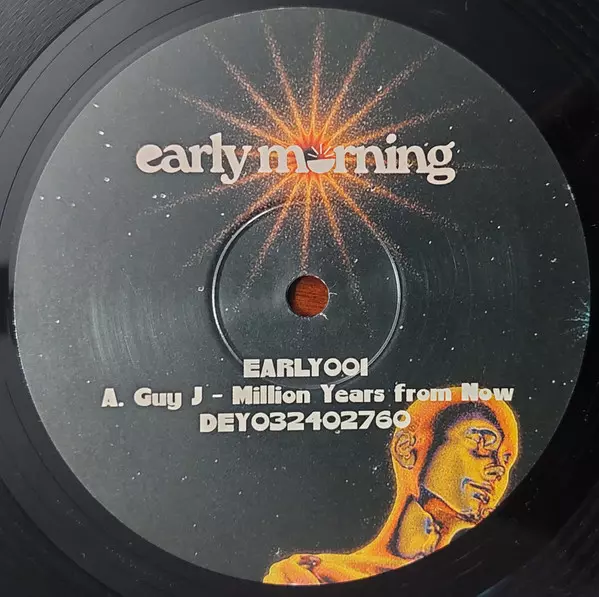 early morning
EARLY001
A. Guy J - Million Years from Now
DEY032402760